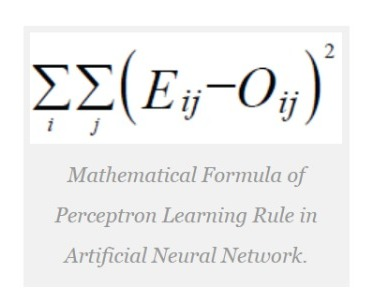 ∑∑(E_ij−O_ij)^2
i j
Mathematical Formula of
Perceptron Learning Rule in
Artificial Neural Network.